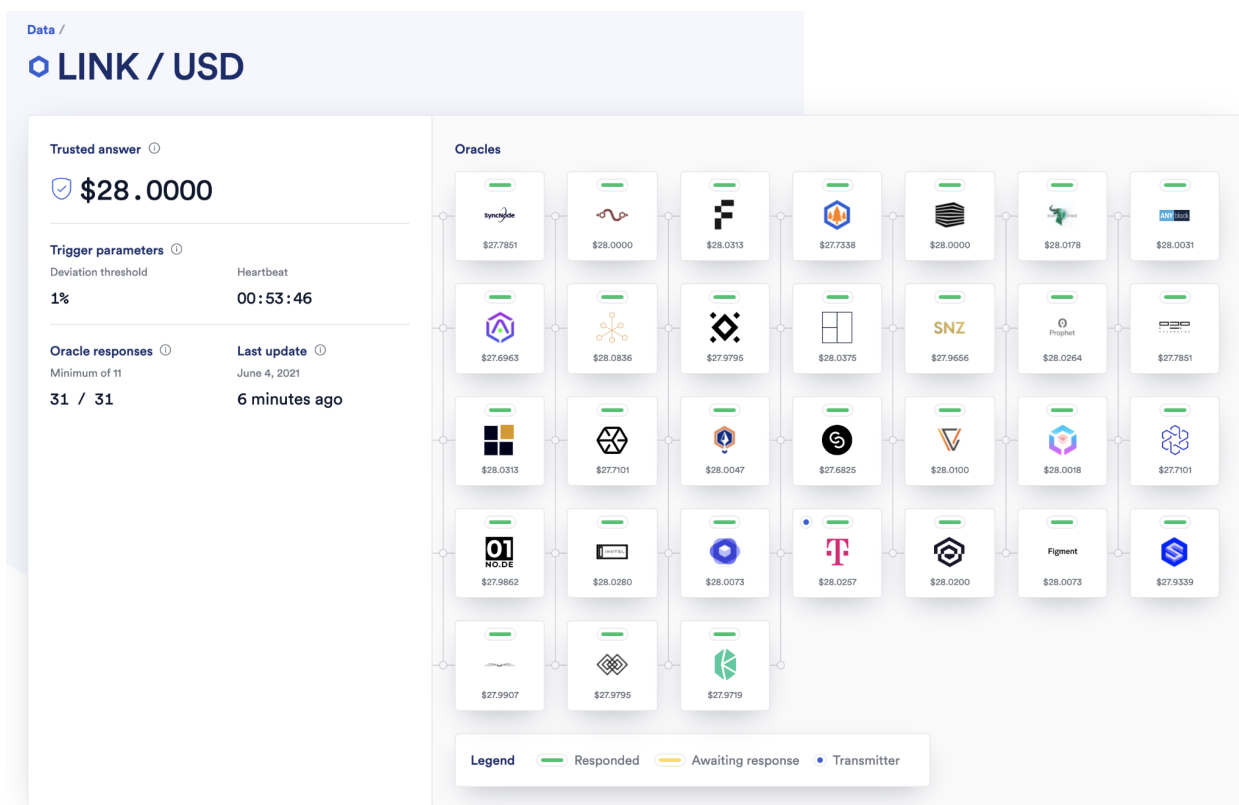 Data /
LINK / USD
Trusted answer
$28.0000
Trigger parameters
Deviation threshold Heartbeat
1% 00:53:46
Oracle responses Last update
Minimum of 11 June 4, 2021
31 / 31 6 minutes ago
Oracles
SyncNode ANY block
$27.7851 $28.0000 $28.0313 $27.7338 $28.0000 $28.0178 $28.0031
SNZ Prophet
$27.6963 $28.0836 $27.9795 $28.0375 $27.9656 $28.0264 $27.7851
$28.0313 $27.7101 $28.0047 $27.6825 $28.0100 $28.0018 $27.7101
01 NO.DE INOTEL T Figment
$27.9862 $28.0280 $28.0073 $28.0257 $28.0200 $28.0073 $27.9339
$27.9907 $27.9795 $27.9719
Legend Responded Awaiting response Transmitter